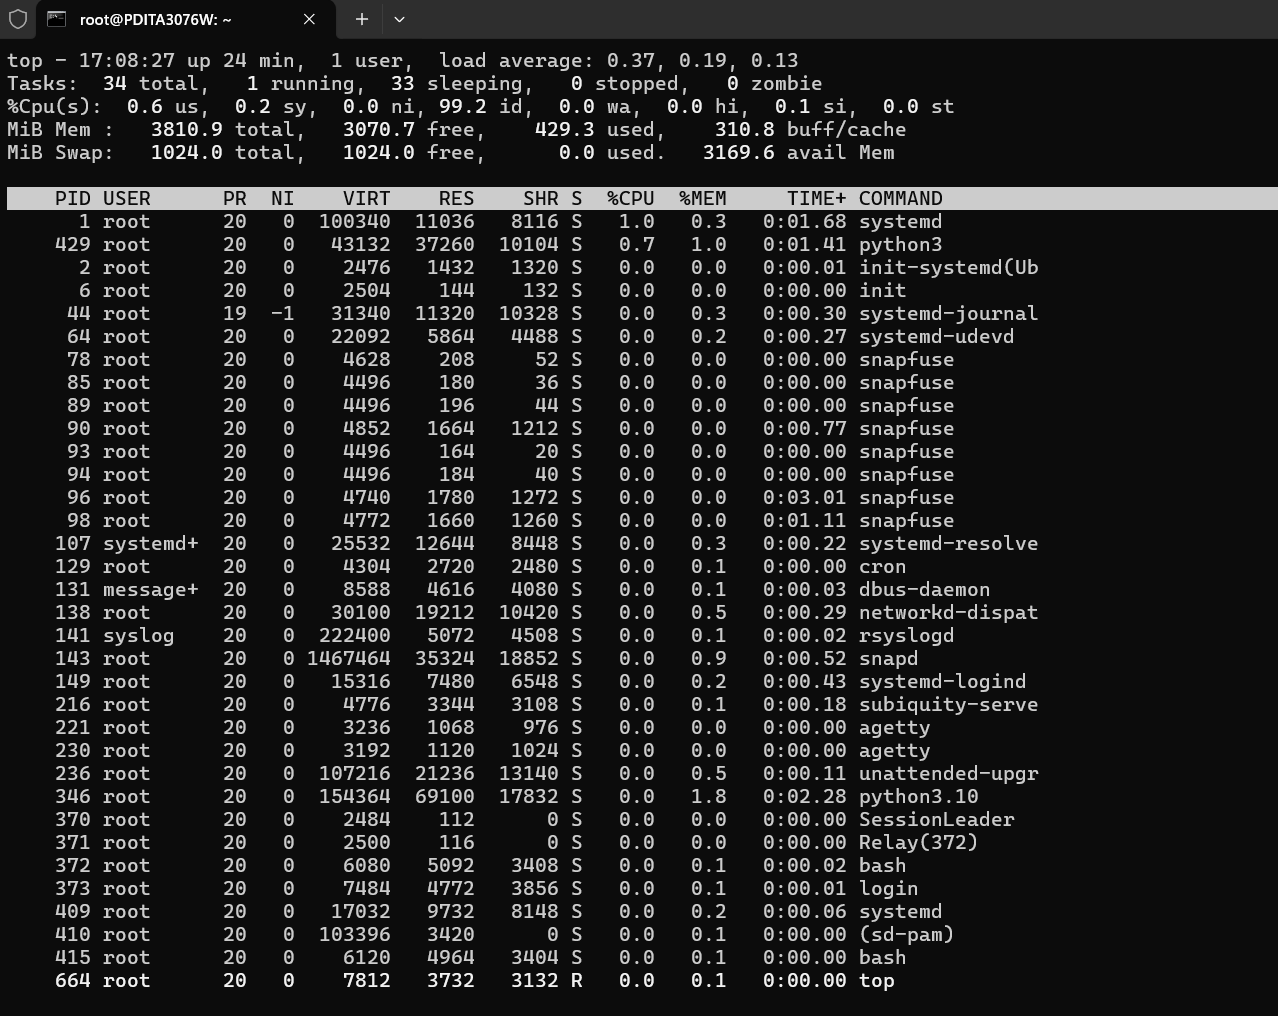 root@PDITA3076W: ~
top - 17:08:27 up 24 min,  1 user,  load average: 0.37, 0.19, 0.13
Tasks:  34 total,   1 running,  33 sleeping,   0 stopped,   0 zombie
%Cpu(s):  0.6 us,  0.2 sy,  0.0 ni, 99.2 id,  0.0 wa,  0.0 hi,  0.1 si,  0.0 st
MiB Mem :   3810.9 total,   3070.7 free,    429.3 used,    310.8 buff/cache
MiB Swap:   1024.0 total,   1024.0 free,      0.0 used.   3169.6 avail Mem
PID USER      PR  NI    VIRT    RES    SHR S  %CPU  %MEM     TIME+ COMMAND
1 root      20   0  100340  11036   8116 S   1.0   0.3   0:01.68 systemd
429 root      20   0   43132  37260  10104 S   0.7   1.0   0:01.41 python3
2 root      20   0    2476   1432   1320 S   0.0   0.0   0:00.01 init-systemd(Ub
6 root      20   0    2504    144    132 S   0.0   0.0   0:00.00 init
44 root      19  -1   31340  11320  10328 S   0.0   0.3   0:00.30 systemd-journal
64 root      20   0   22092   5864   4488 S   0.0   0.2   0:00.27 systemd-udevd
78 root      20   0    4628    208     52 S   0.0   0.0   0:00.00 snapfuse
85 root      20   0    4496    180     36 S   0.0   0.0   0:00.00 snapfuse
89 root      20   0    4496    196     44 S   0.0   0.0   0:00.00 snapfuse
90 root      20   0    4852   1664   1212 S   0.0   0.0   0:00.77 snapfuse
93 root      20   0    4496    164     20 S   0.0   0.0   0:00.00 snapfuse
94 root      20   0    4496    184     40 S   0.0   0.0   0:00.00 snapfuse
96 root      20   0    4740   1780   1272 S   0.0   0.0   0:03.01 snapfuse
98 root      20   0    4772   1660   1260 S   0.0   0.0   0:01.11 snapfuse
107 systemd+  20   0   25532  12644   8448 S   0.0   0.3   0:00.22 systemd-resolve
129 root      20   0    4304   2720   2480 S   0.0   0.1   0:00.00 cron
131 message+  20   0    8588   4616   4080 S   0.0   0.1   0:00.03 dbus-daemon
138 root      20   0   30100  19212  10420 S   0.0   0.5   0:00.29 networkd-dispat
141 syslog    20   0  222400   5072   4508 S   0.0   0.1   0:00.02 rsyslogd
143 root      20   0 1467464  35324  18852 S   0.0   0.9   0:00.52 snapd
149 root      20   0   15316   7480   6548 S   0.0   0.2   0:00.43 systemd-logind
216 root      20   0    4776   3344   3108 S   0.0   0.1   0:00.18 subiquity-serve
221 root      20   0    3236   1068    976 S   0.0   0.0   0:00.00 agetty
230 root      20   0    3192   1120   1024 S   0.0   0.0   0:00.00 agetty
236 root      20   0  107216  21236  13140 S   0.0   0.5   0:00.11 unattended-upgr
346 root      20   0  154364  69100  17832 S   0.0   1.8   0:02.28 python3.10
370 root      20   0    2484    112      0 S   0.0   0.0   0:00.00 SessionLeader
371 root      20   0    2500    116      0 S   0.0   0.0   0:00.00 Relay(372)
372 root      20   0    6080   5092   3408 S   0.0   0.1   0:00.02 bash
373 root      20   0    7484   4772   3856 S   0.0   0.1   0:00.01 login
409 root      20   0   17032   9732   8148 S   0.0   0.2   0:00.06 systemd
410 root      20   0  103396   3420      0 S   0.0   0.1   0:00.00 (sd-pam)
415 root      20   0    6120   4964   3404 S   0.0   0.1   0:00.00 bash
664 root      20   0    7812   3732   3132 R   0.0   0.1   0:00.00 top